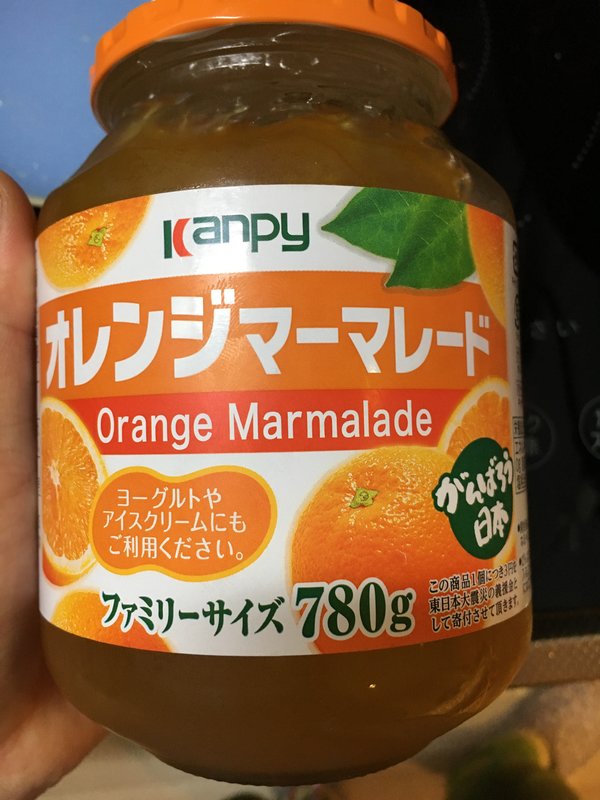 Kanpy
オレンジマーマレード
Orange Marmalade
ヨーグルトや
アイスクリームにも
ご利用ください。
がんばろう
日本
ファミリーサイズ 780g
この商品1個につき3円を
東日本大震災の義援金と
して寄付させて頂きます。